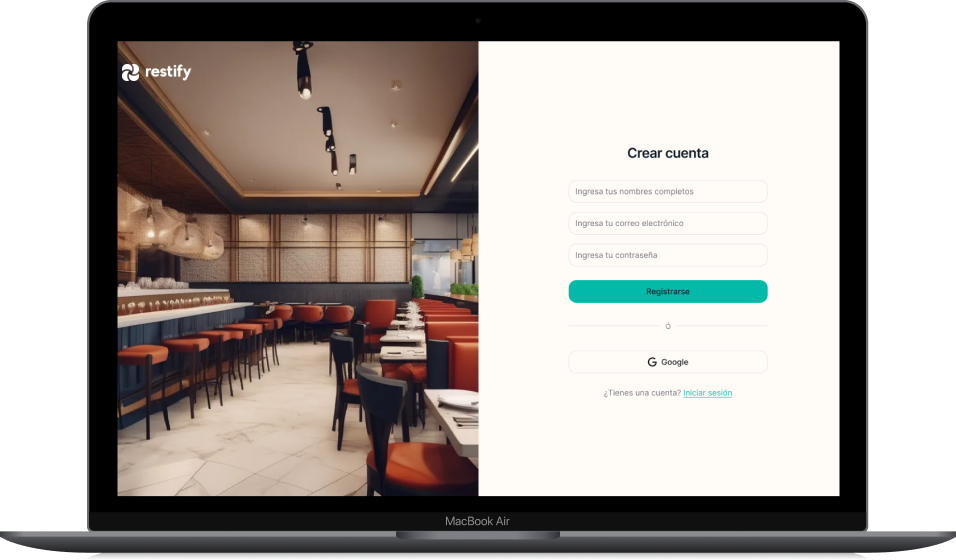 restify
Crear cuenta
Ingresa tus nombres completos
Ingresa tu correo electrónico
Ingresa tu contraseña
Registrarse
Ó
Google
¿Tienes una cuenta? Iniciar sesión
MacBook Air